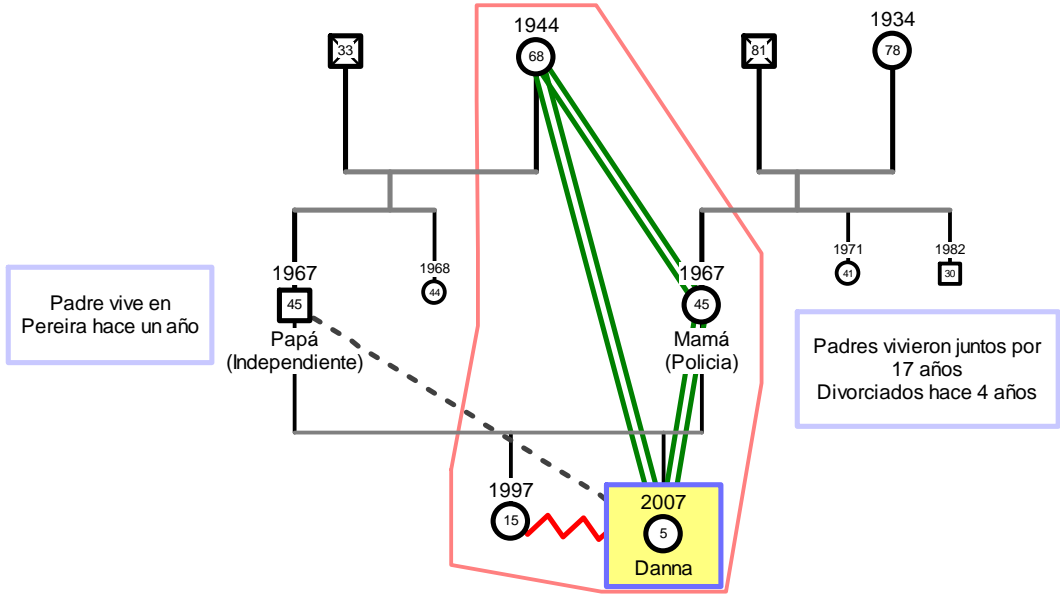 1944
1934
33
68
81
78
1967
1968
1967
1971
1982
45
44
45
41
30
Padre vive en
Pereira hace un año
Papá
(Independiente)
Mamá
(Policia)
Padres vivieron juntos por
17 años
Divorciados hace 4 años
1997
2007
15
5
Danna